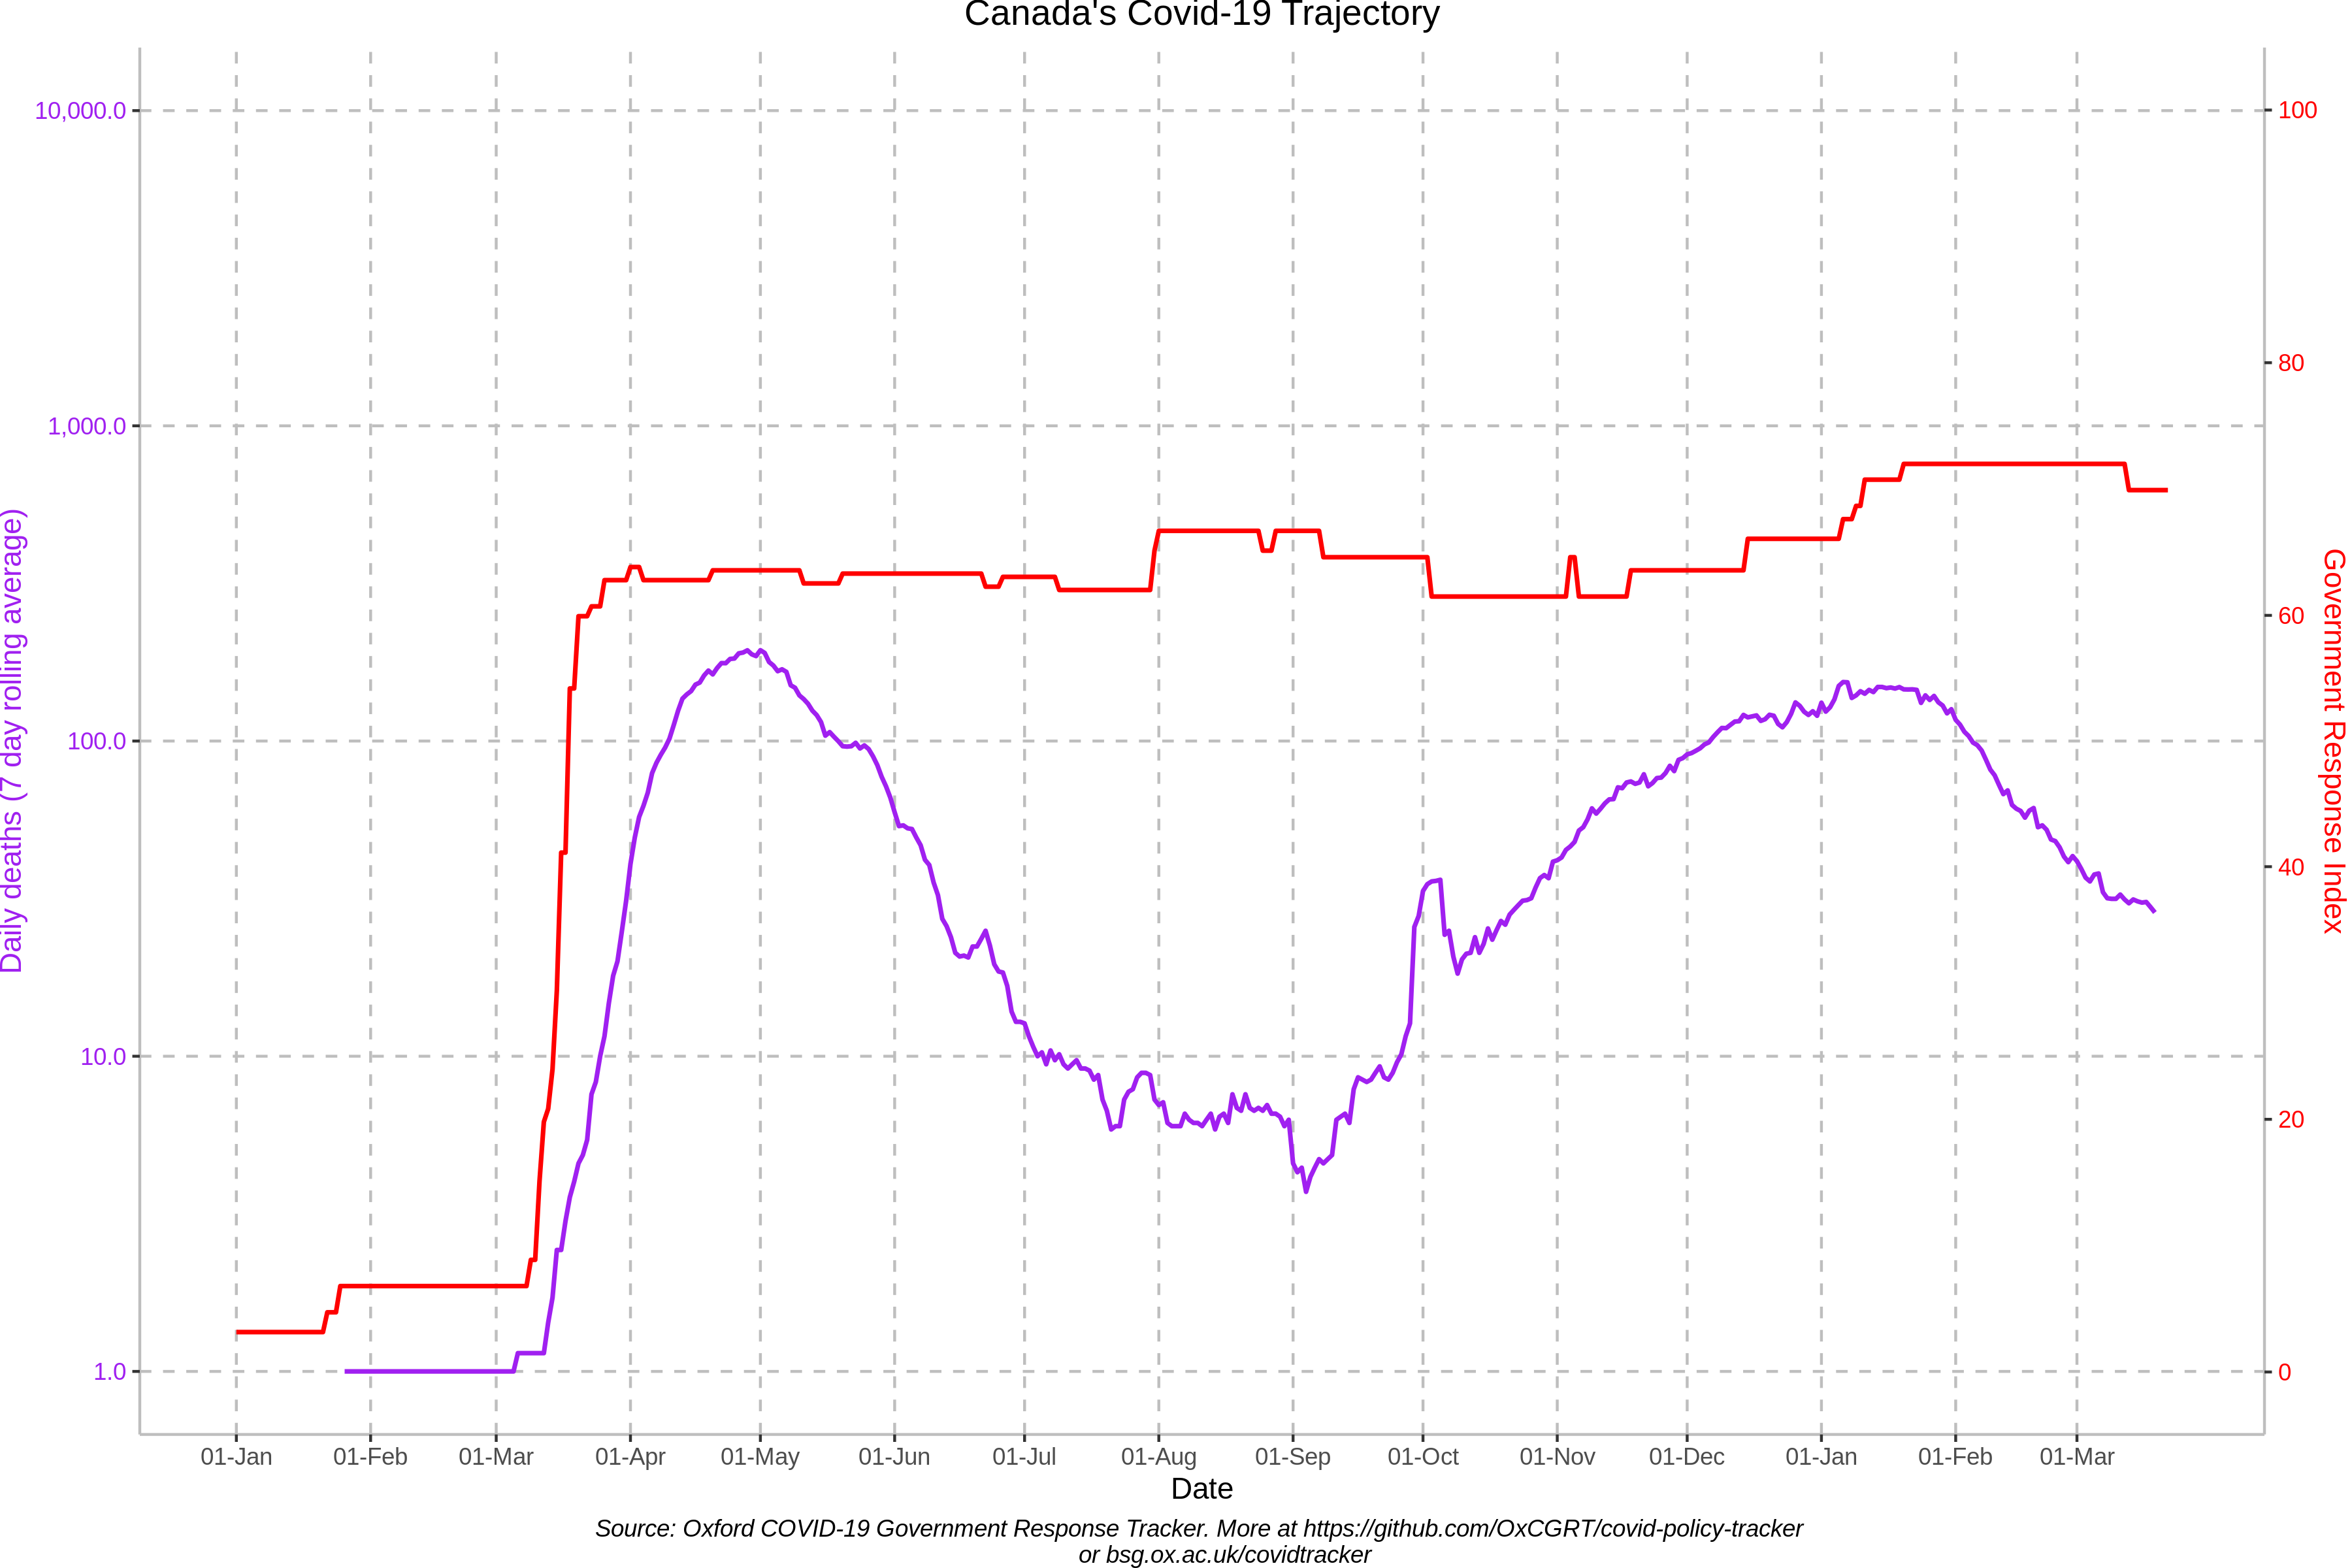 Canada's Covid-19 Trajectory
10,000.0
1,000.0
100.0
10.0
1.0
Daily deaths (7 day rolling average)
100
80
60
40
20
0
Government Response Index
01-Jan 01-Feb 01-Mar 01-Apr 01-May 01-Jun 01-Jul 01-Aug 01-Sep 01-Oct 01-Nov 01-Dec 01-Jan 01-Feb 01-Mar
Date
Source: Oxford COVID-19 Government Response Tracker. More at https://github.com/OxCGRT/covid-policy-tracker
or bsg.ox.ac.uk/covidtracker